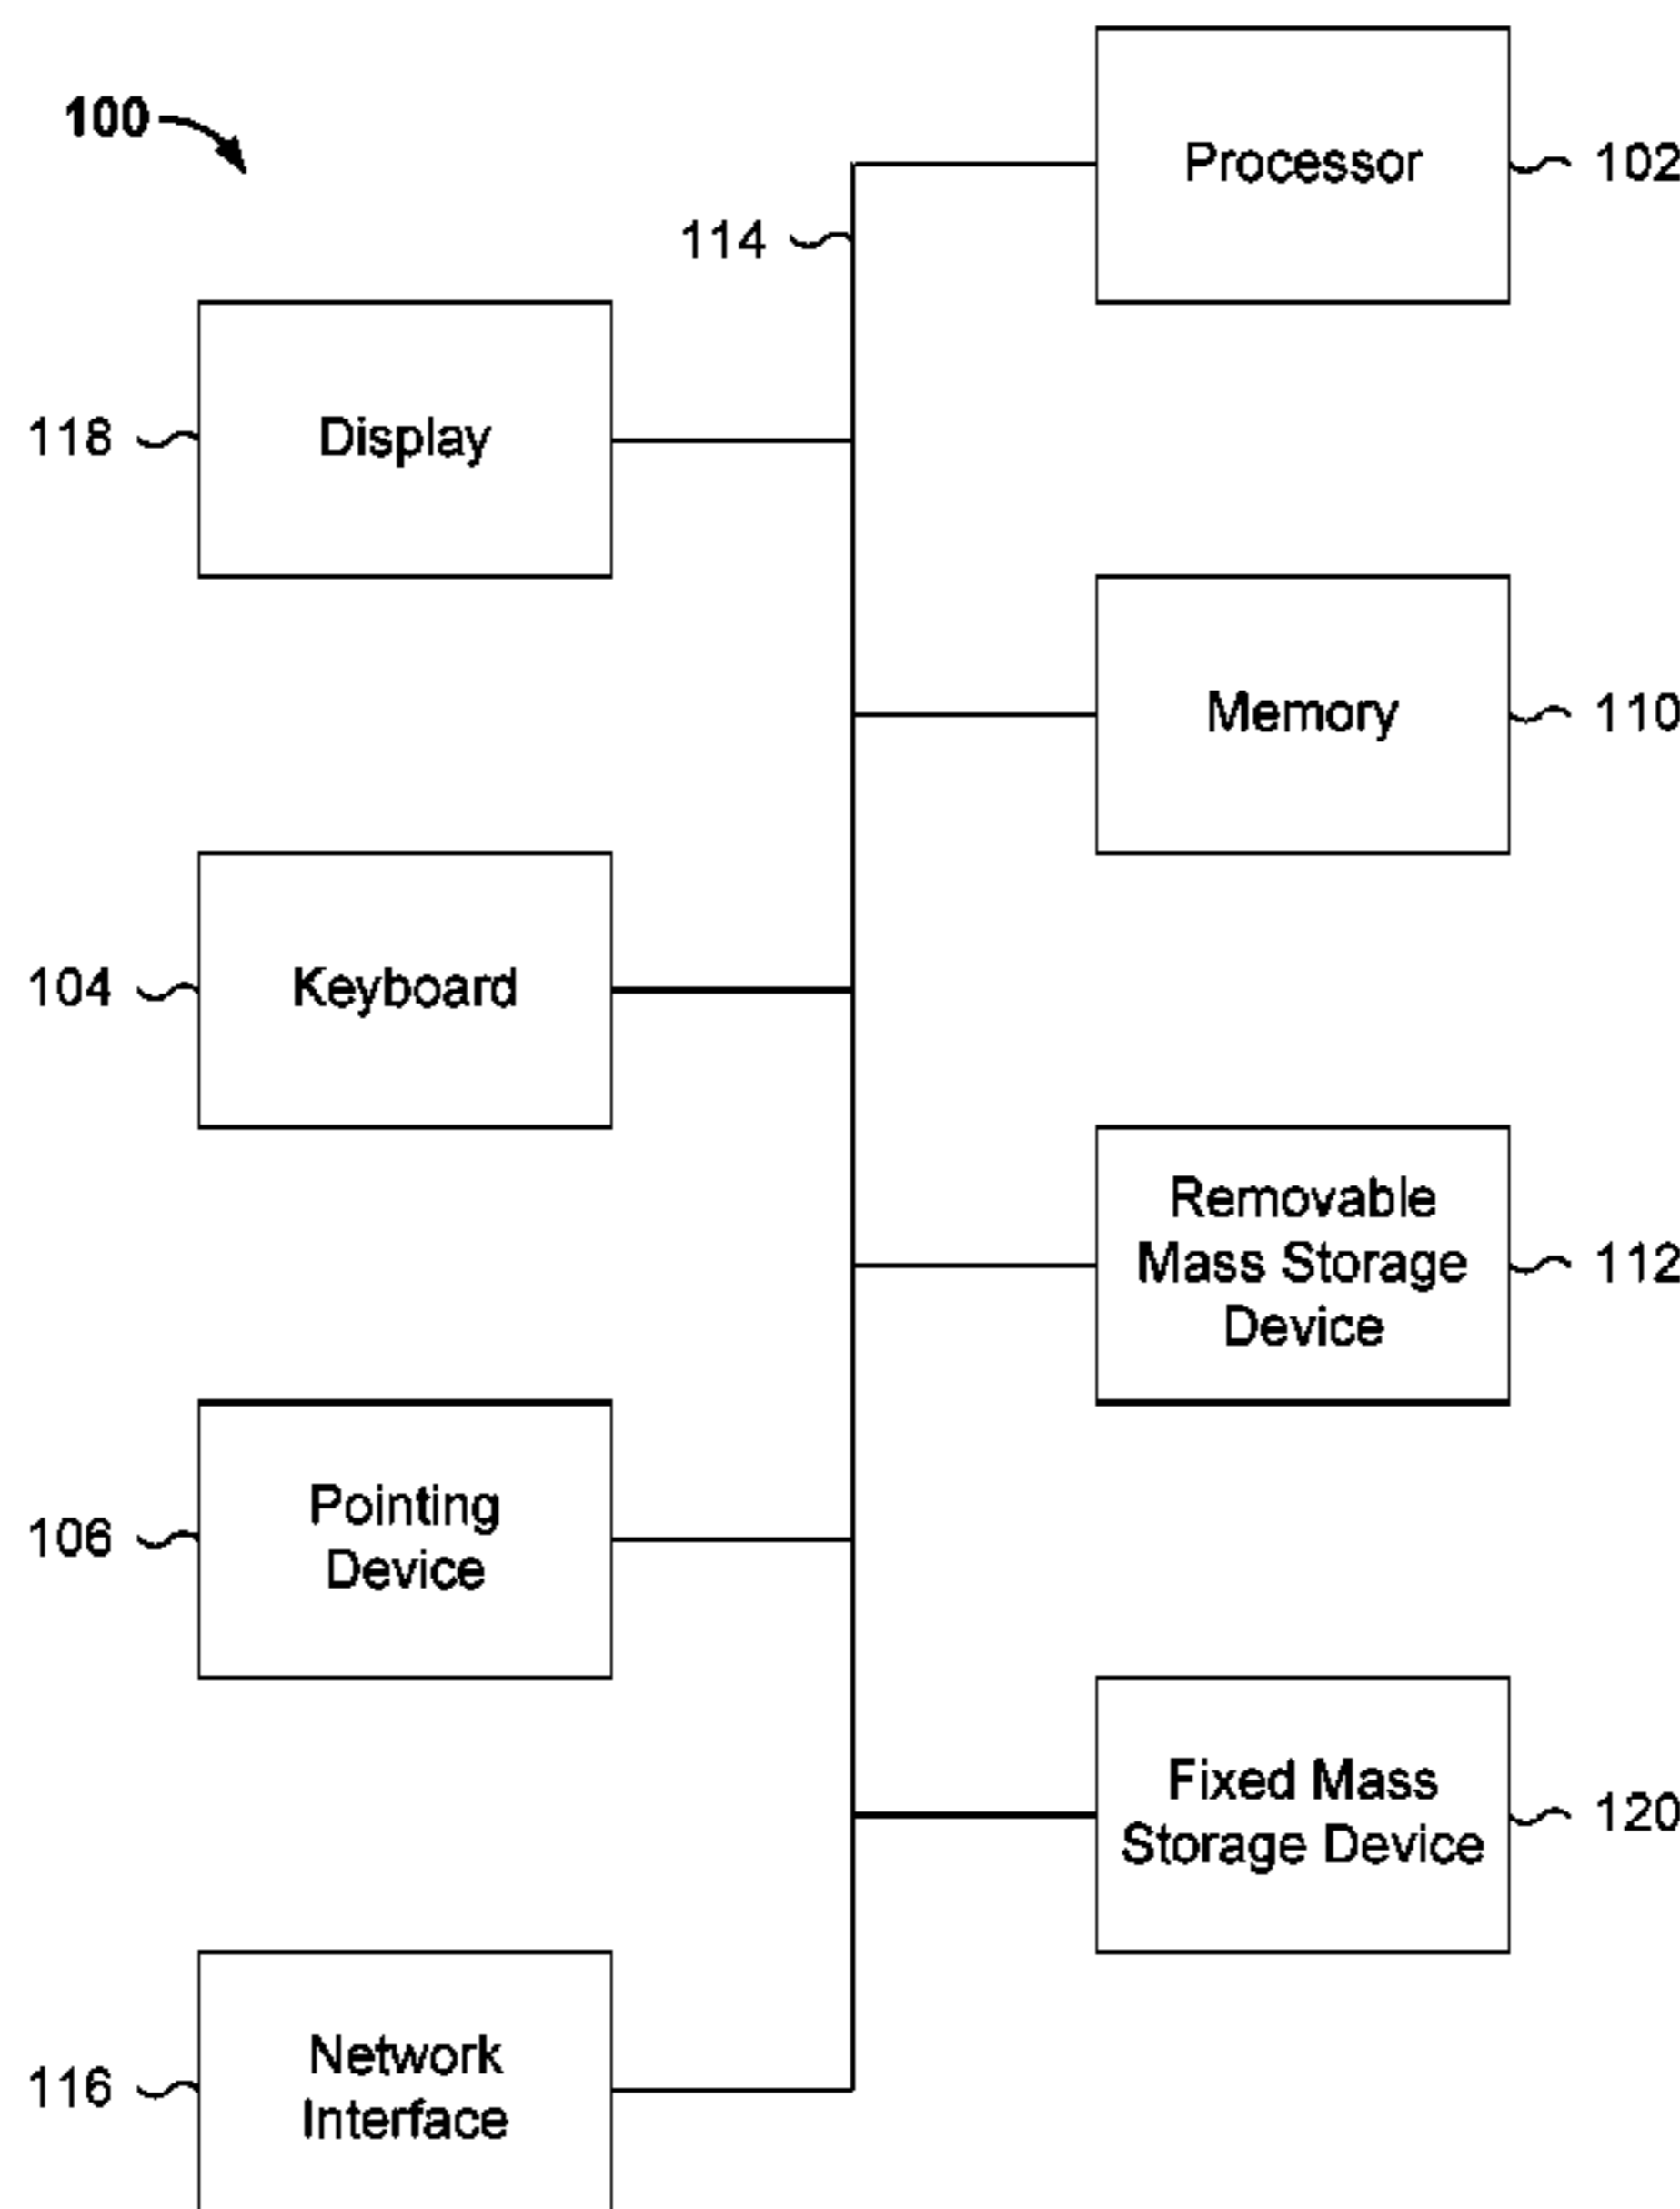 100
Processor
102
114
118
Display
Memory
110
104
Keyboard
Removable
Mass Storage
Device
112
106
Pointing
Device
Fixed Mass
Storage Device
120
116
Network
Interface